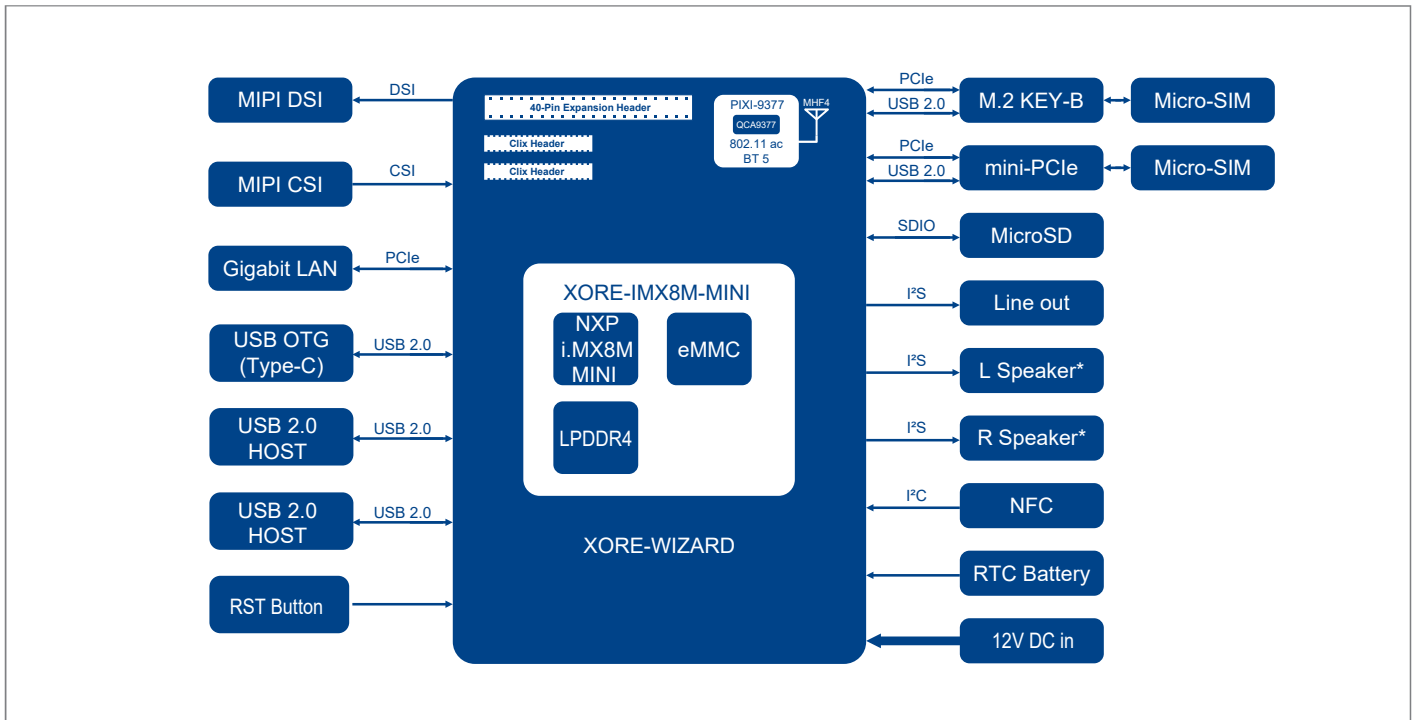 MIPI DSI
DSI
MIPI CSI
CSI
Gigabit LAN
PCIe
USB OTG
(Type-C)
USB 2.0
USB 2.0
HOST
USB 2.0
USB 2.0
HOST
USB 2.0
RST Button
40-Pin Expansion Header
Clix Header
Clix Header
PIXI-9377
QCA9377
802.11 ac
BT 5
MHF4
XORE-IMX8M-MINI
NXP
i.MX8M
MINI
eMMC
LPDDR4
XORE-WIZARD
PCIe
USB 2.0
M.2 KEY-B
Micro-SIM
PCIe
USB 2.0
mini-PCIe
Micro-SIM
SDIO
MicroSD
I²S
Line out
I²S
L Speaker*
I²S
R Speaker*
I²C
NFC
RTC Battery
12V DC in